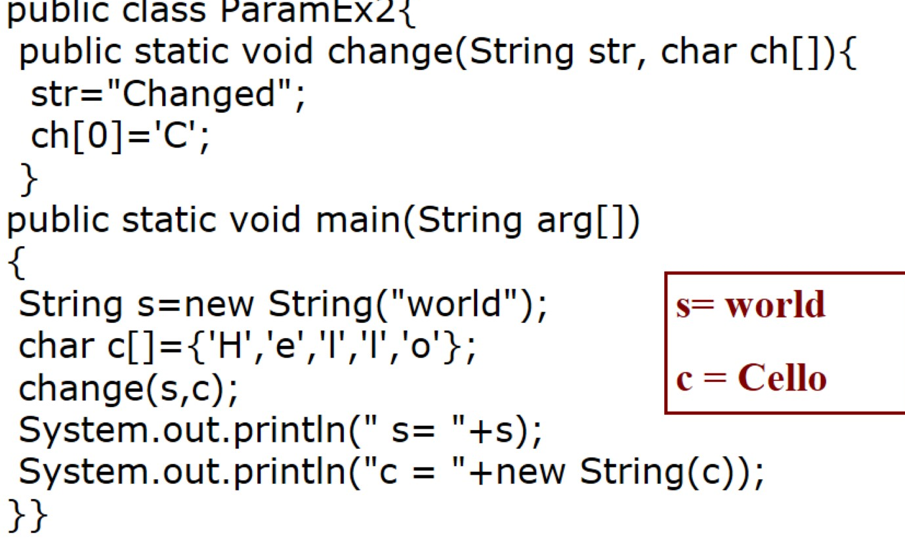 public class ParamEx2{
public static void change(String str, char ch[]){
str="Changed";
ch[0]='C';
}
public static void main(String arg[])
{
String s=new String("world");
char c[]={'H','e','l','l','o'};
change(s,c);
System.out.println(" s= "+s);
System.out.println("c = "+new String(c));
}}
s= world
c = Cello